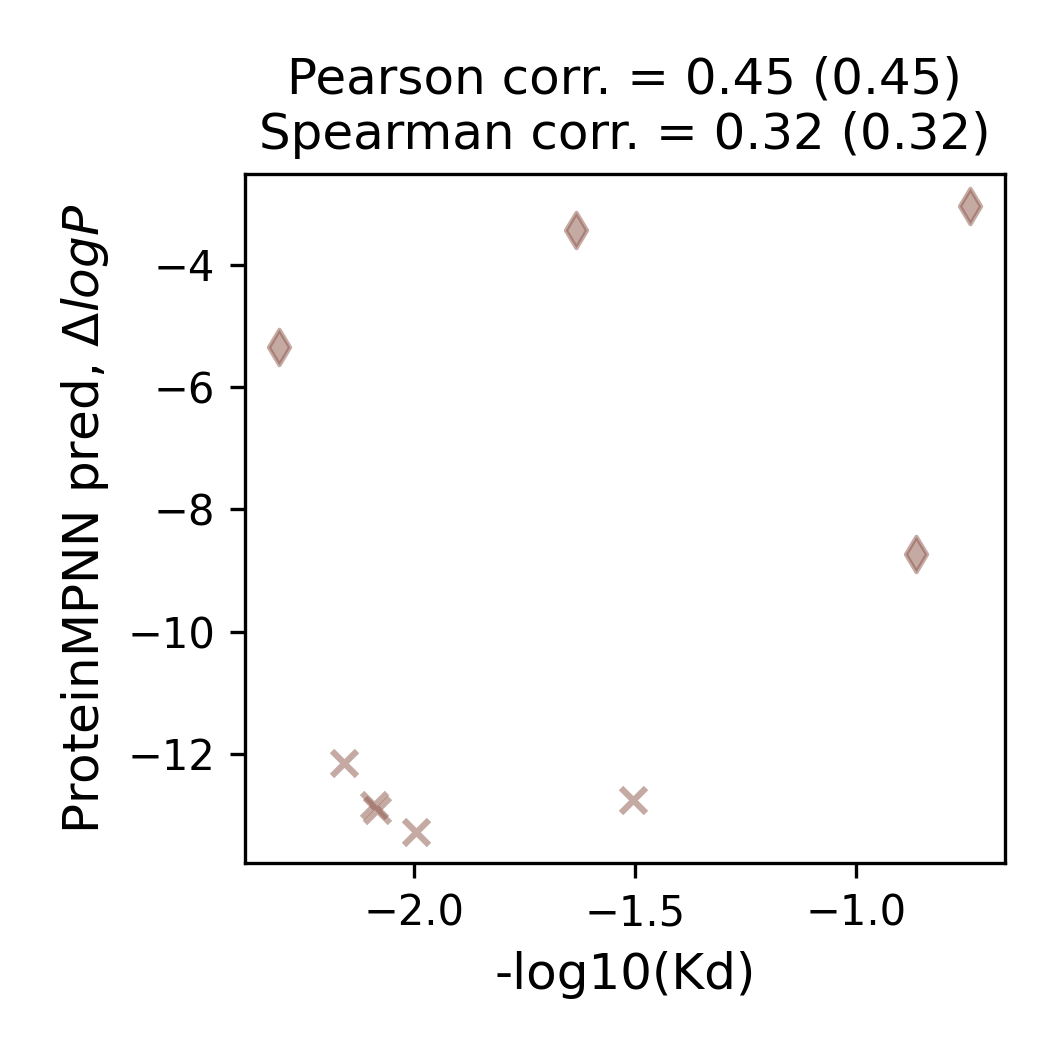 Pearson corr. = 0.45 (0.45)
Spearman corr. = 0.32 (0.32)
ProteinMPNN pred, ΔlogP
−4
−6
−8
−10
−12
−2.0
−1.5
−1.0
-log10(Kd)